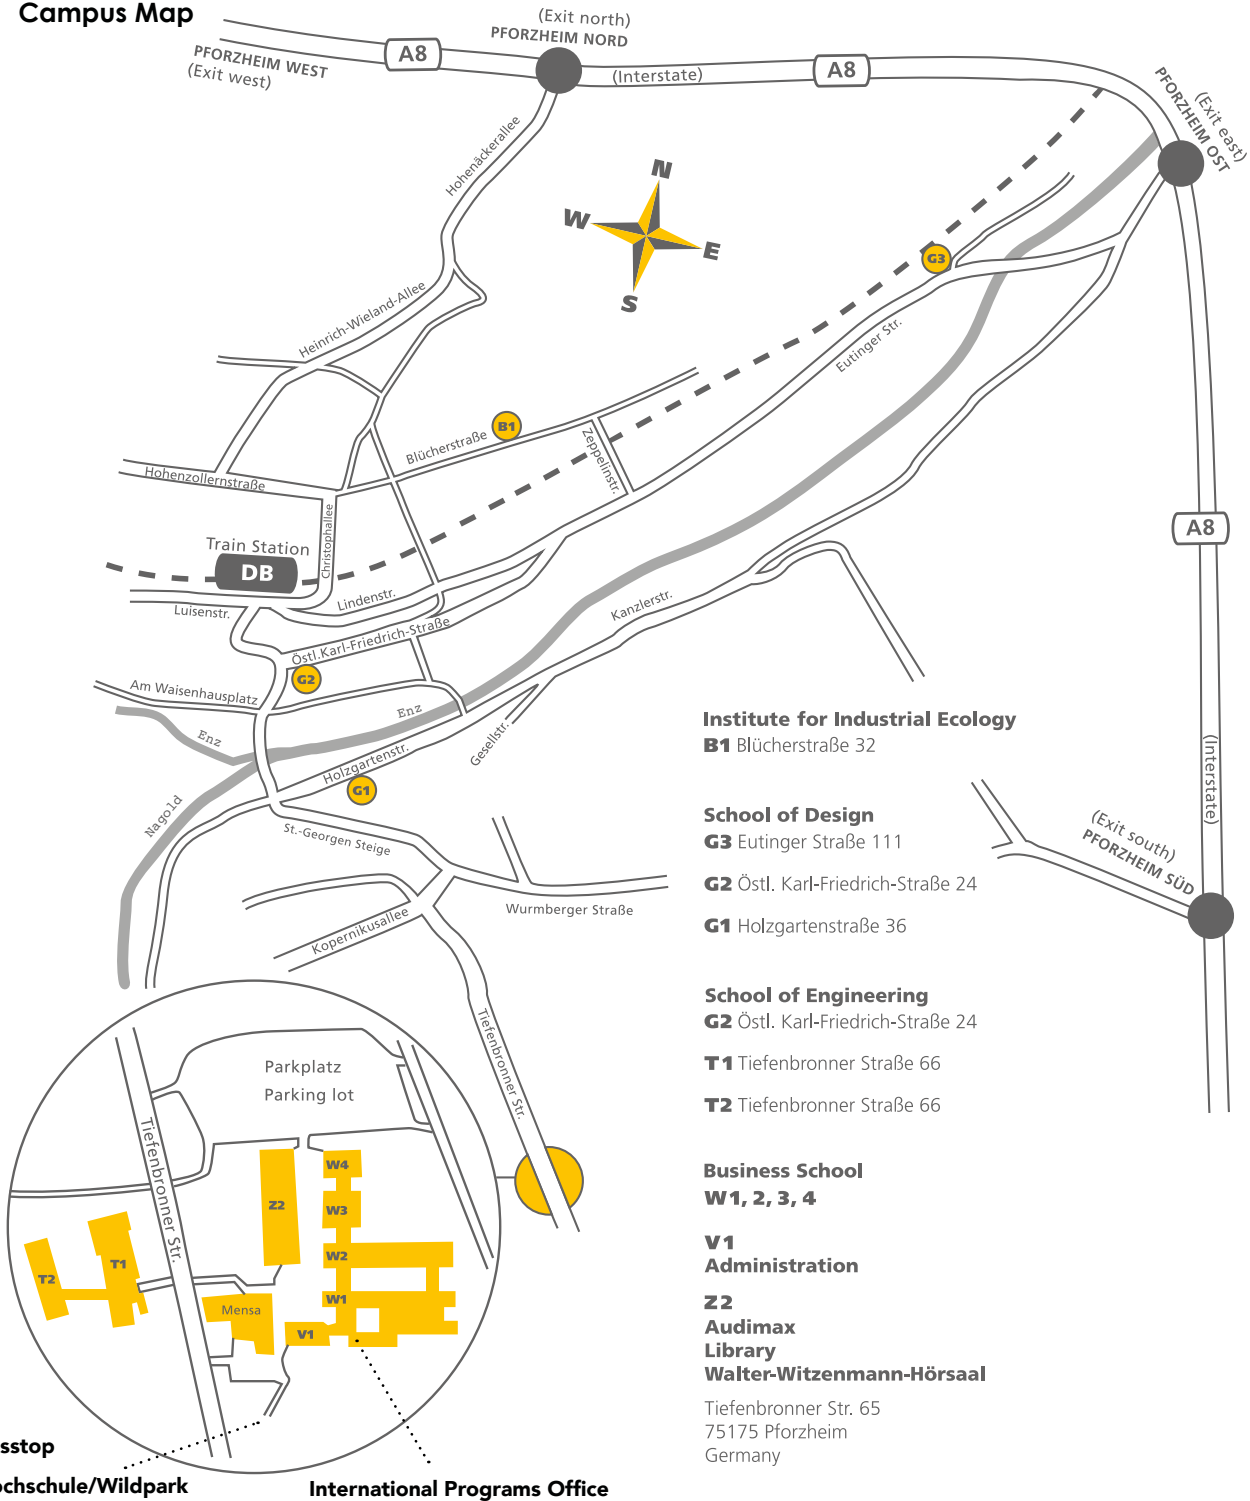 Campus Map
(Exit north)
PFORZHEIM NORD
PFORZHEIM WEST
(Exit west)
A8
(Interstate)
A8
(Exit east)
PFORZHEIM OST
Hohenäckerallee
N
W
E
S
G3
Heinrich-Wieland-Allee
Eutinger Str.
B1
Blücherstraße
Zeppelinstr.
Hohenzollernstraße
Christophallee
Train Station
DB
A8
Luisenstr.
Lindenstr.
Kanzlerstr.
Östl.Karl-Friedrich-Straße
G2
Am Waisenhausplatz
Enz
Enz
Gesellstr.
Holzgartenstr.
G1
Nagold
St.-Georgen Steige
Kopernikusallee
Wurmberger Straße
(Interstate)
(Exit south)
PFORZHEIM SÜD
Tiefenbronner Str.
Institute for Industrial Ecology
B1 Blücherstraße 32
School of Design
G3 Eutinger Straße 111
G2 Östl. Karl-Friedrich-Straße 24
G1 Holzgartenstraße 36
School of Engineering
G2 Östl. Karl-Friedrich-Straße 24
T1 Tiefenbronner Straße 66
T2 Tiefenbronner Straße 66
Business School
W1, 2, 3, 4
V1
Administration
Z2
Audimax
Library
Walter-Witzenmann-Hörsaal
Tiefenbronner Str. 65
75175 Pforzheim
Germany
Parkplatz
Parking lot
Tiefenbronner Str.
W4
Z2
W3
W2
T1
T2
W1
Mensa
V1
sstop
ochschule/Wildpark
International Programs Office